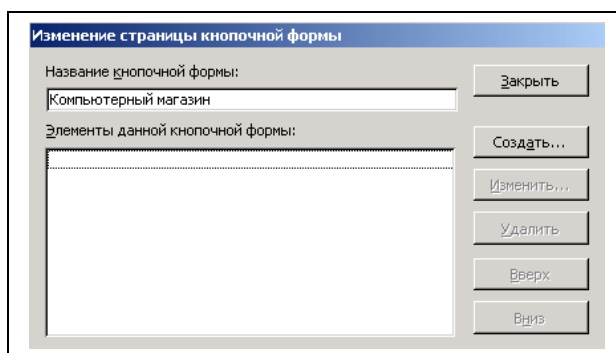 Изменение страницы кнопочной формы
Название кнопочной формы:
Закрыть
Компьютерный магазин
Элементы данной кнопочной формы:
Создать...
Изменить...
Удалить
Вверх
Вниз